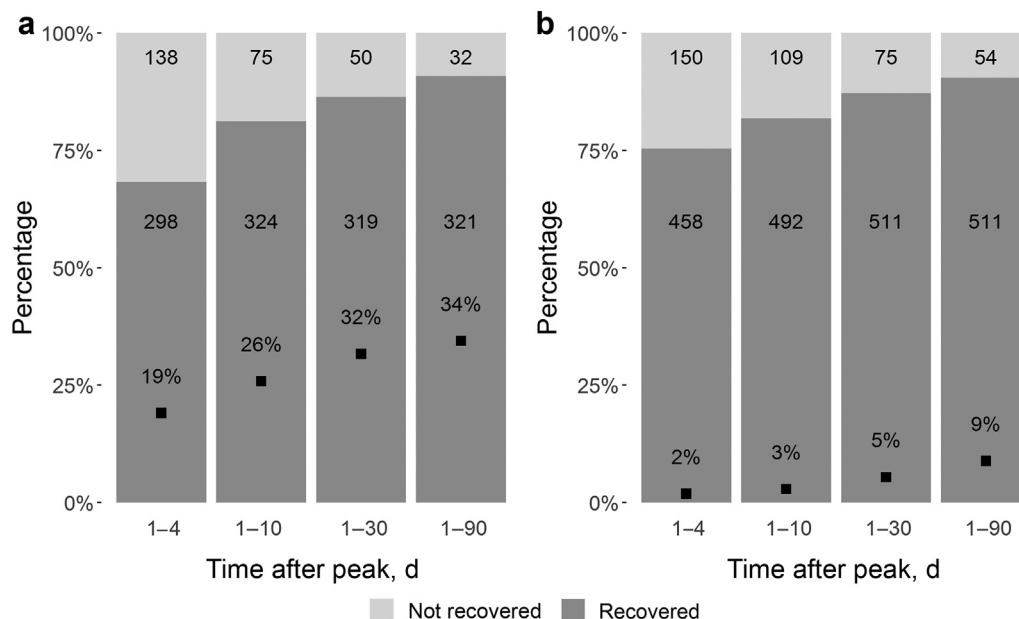 a
100%
75%
50%
25%
0%
Percentage
138 75 50 32
298 324 319 321
19% 26% 32% 34%
1–4 1–10 1–30 1–90
Time after peak, d
b
100%
75%
50%
25%
0%
Percentage
150 109 75 54
458 492 511 511
2% 3% 5% 9%
1–4 1–10 1–30 1–90
Time after peak, d
Not recovered Recovered